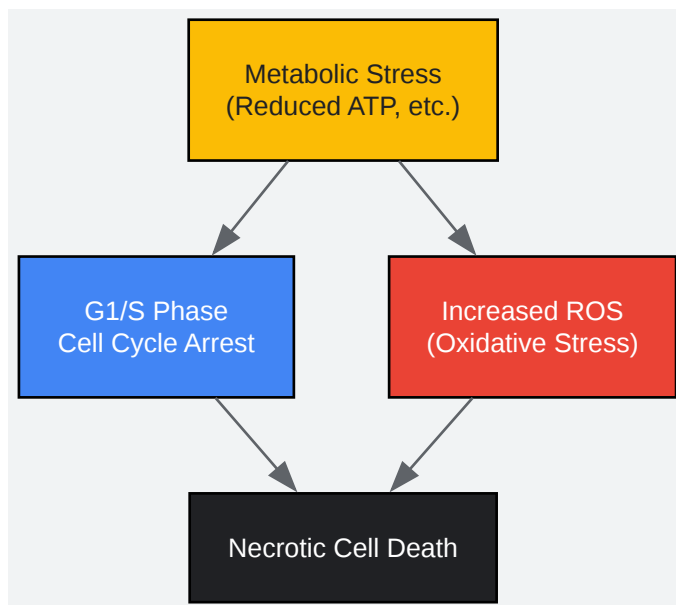 Metabolic Stress
(Reduced ATP, etc.)
G1/S Phase
Cell Cycle Arrest
Increased ROS
(Oxidative Stress)
Necrotic Cell Death